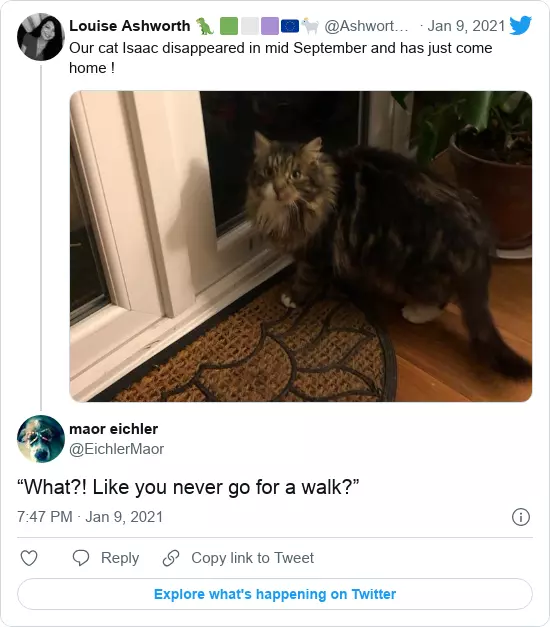 Louise Ashworth 🦖 🟩⬜🟪🇪🇺🐐 @Ashwort... · Jan 9, 2021
Our cat Isaac disappeared in mid September and has just come
home !
maor eichler
@EichlerMaor
“What?! Like you never go for a walk?”
7:47 PM · Jan 9, 2021
Reply
Copy link to Tweet
Explore what's happening on Twitter